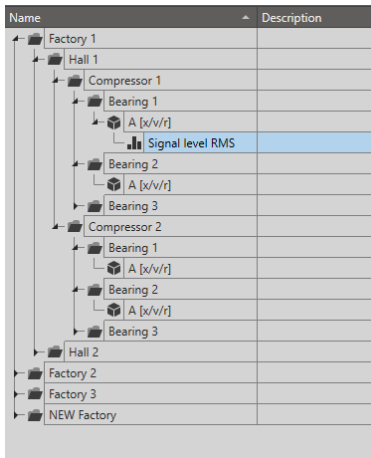 Name Description
Factory 1
Hall 1
Compressor 1
Bearing 1
A [x/v/r]
Signal level RMS
Bearing 2
A [x/v/r]
Bearing 3
Compressor 2
Bearing 1
A [x/v/r]
Bearing 2
A [x/v/r]
Bearing 3
Hall 2
Factory 2
Factory 3
NEW Factory